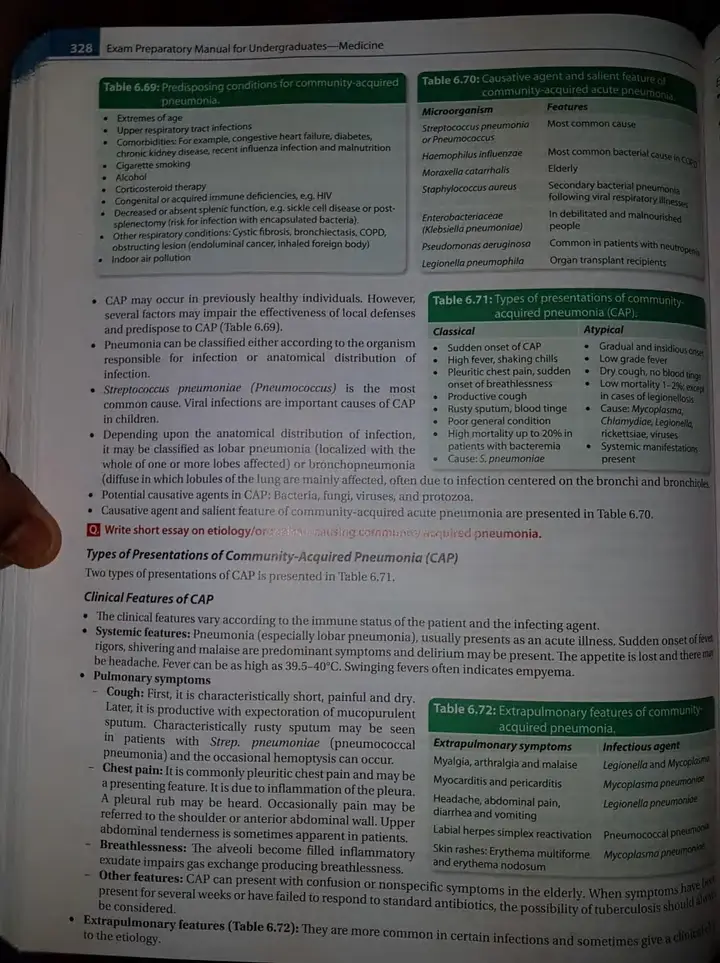 328 Exam Preparatory Manual for Undergraduates—Medicine
Table 6.69: Predisposing conditions for community-acquired
pneumonia.
• Extremes of age
• Upper respiratory tract infections
• Comorbidities: For example, congestive heart failure, diabetes,
chronic kidney disease, recent influenza infection and malnutrition
• Cigarette smoking
• Alcohol
• Corticosteroid therapy
• Congenital or acquired immune deficiencies, e.g. HIV
• Decreased or absent splenic function, e.g. sickle cell disease or post-
splenectomy (risk for infection with encapsulated bacteria).
• Other respiratory conditions: Cystic fibrosis, bronchiectasis, COPD,
obstructing lesion (endoluminal cancer, inhaled foreign body)
• Indoor air pollution
Table 6.70: Causative agent and salient feature of
community-acquired acute pneumonia.
Microorganism Features
Streptococcus pneumonia Most common cause
or Pneumococcus
Haemophilus influenzae Most common bacterial cause in COPD
Moraxella catarrhalis Elderly
Staphylococcus aureus Secondary bacterial pneumonia
following viral respiratory illnesses
Enterobacteriaceae In debilitated and malnourished
(Klebsiella pneumoniae) people
Pseudomonas aeruginosa Common in patients with neutropenia
Legionella pneumophila Organ transplant recipients
• CAP may occur in previously healthy individuals. However,
several factors may impair the effectiveness of local defenses
and predispose to CAP (Table 6.69).
• Pneumonia can be classified either according to the organism
responsible for infection or anatomical distribution of
infection.
• Streptococcus pneumoniae (Pneumococcus) is the most
common cause. Viral infections are important causes of CAP
in children.
• Depending upon the anatomical distribution of infection,
it may be classified as lobar pneumonia (localized with the
whole of one or more lobes affected) or bronchopneumonia
(diffuse in which lobules of the lung are mainly affected, often due to infection centered on the bronchi and bronchioles.
Table 6.71: Types of presentations of community-
acquired pneumonia (CAP).
Classical Atypical
• Sudden onset of CAP
• High fever, shaking chills
• Pleuritic chest pain, sudden
onset of breathlessness
• Productive cough
• Rusty sputum, blood tinge
• Poor general condition
• High mortality up to 20% in
patients with bacteremia
• Cause: S. pneumoniae
• Gradual and insidious onset
• Low grade fever
• Dry cough, no blood tinge
• Low mortality 1–2%; except
in cases of legionellosis
• Cause: Mycoplasma,
Chlamydiae, Legionella,
rickettsiae, viruses
• Systemic manifestations
present
• Potential causative agents in CAP: Bacteria, fungi, viruses, and protozoa.
• Causative agent and salient feature of community-acquired acute pneumonia are presented in Table 6.70.
Q. Write short essay on etiology/ causing community acquired pneumonia.
Types of Presentations of Community-Acquired Pneumonia (CAP)
Two types of presentations of CAP is presented in Table 6.71.
Clinical Features of CAP
• The clinical features vary according to the immune status of the patient and the infecting agent.
• Systemic features: Pneumonia (especially lobar pneumonia), usually presents as an acute illness. Sudden onset of fever,
rigors, shivering and malaise are predominant symptoms and delirium may be present. The appetite is lost and there may
be headache. Fever can be as high as 39.5–40°C. Swinging fevers often indicates empyema.
• Pulmonary symptoms
– Cough: First, it is characteristically short, painful and dry.
Later, it is productive with expectoration of mucopurulent
sputum. Characteristically rusty sputum may be seen
in patients with Strep. pneumoniae (pneumococcal
pneumonia) and the occasional hemoptysis can occur.
– Chest pain: It is commonly pleuritic chest pain and may be
a presenting feature. It is due to inflammation of the pleura.
A pleural rub may be heard. Occasionally pain may be
referred to the shoulder or anterior abdominal wall. Upper
abdominal tenderness is sometimes apparent in patients.
– Breathlessness: The alveoli become filled inflammatory
exudate impairs gas exchange producing breathlessness.
– Other features: CAP can present with confusion or nonspecific symptoms in the elderly. When symptoms have been
present for several weeks or have failed to respond to standard antibiotics, the possibility of tuberculosis should always
be considered.
Table 6.72: Extrapulmonary features of community-
acquired pneumonia.
Extrapulmonary symptoms Infectious agent
Myalgia, arthralgia and malaise Legionella and Mycoplasma
Myocarditis and pericarditis Mycoplasma pneumoniae
Headache, abdominal pain, Legionella pneumoniae
diarrhea and vomiting
Labial herpes simplex reactivation Pneumococcal pneumonia
Skin rashes: Erythema multiforme Mycoplasma pneumoniae
and erythema nodosum
• Extrapulmonary features (Table 6.72): They are more common in certain infections and sometimes give a clinical
to the etiology.